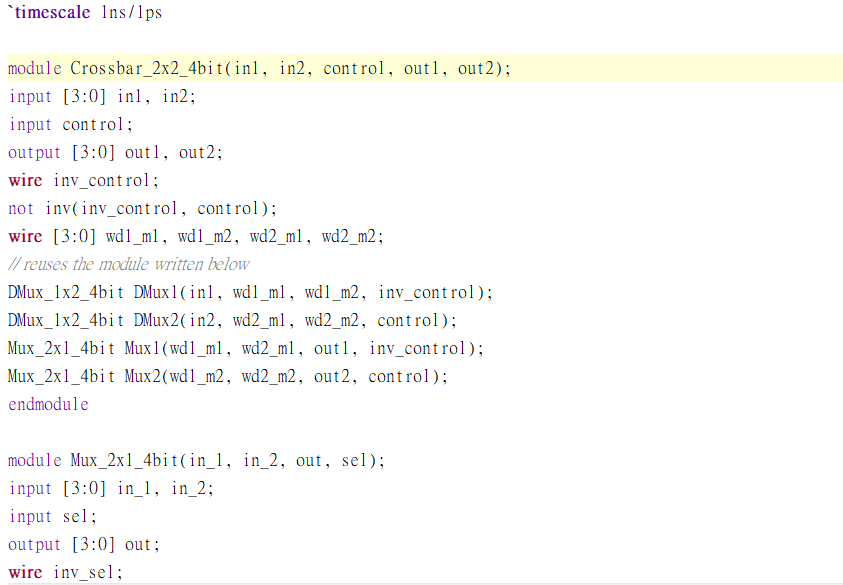 `timescale 1ns/1ps
module Crossbar_2x2_4bit(in1, in2, control, out1, out2);
input [3:0] in1, in2;
input control;
output [3:0] out1, out2;
wire inv_control;
not inv(inv_control, control);
wire [3:0] wd1_m1, wd1_m2, wd2_m1, wd2_m2;
// reuses the module written below
DMux_1x2_4bit DMux1(in1, wd1_m1, wd1_m2, inv_control);
DMux_1x2_4bit DMux2(in2, wd2_m1, wd2_m2, control);
Mux_2x1_4bit Mux1(wd1_m1, wd2_m1, out1, inv_control);
Mux_2x1_4bit Mux2(wd1_m2, wd2_m2, out2, control);
endmodule
module Mux_2x1_4bit(in_1, in_2, out, sel);
input [3:0] in_1, in_2;
input sel;
output [3:0] out;
wire inv_sel;